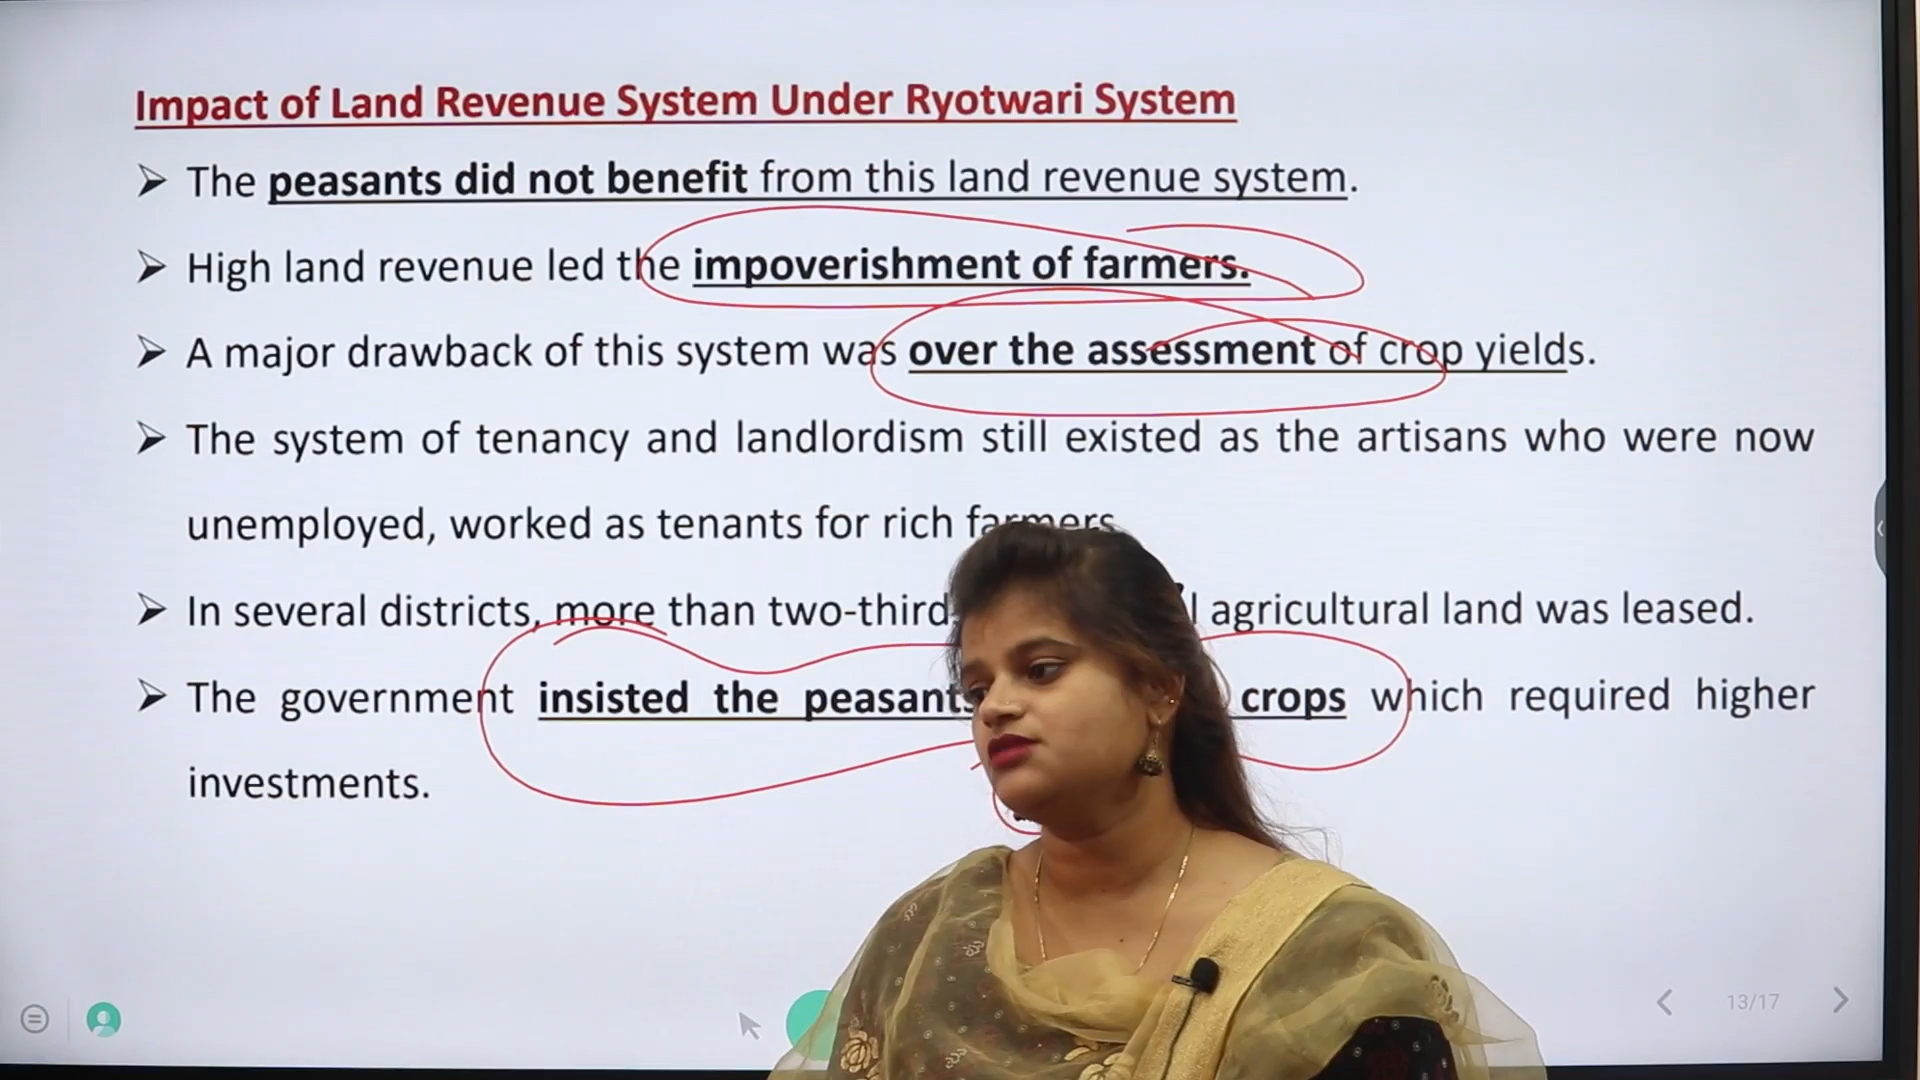 Impact of Land Revenue System Under Ryotwari System
➢ The peasants did not benefit from this land revenue system.
➢ High land revenue led the impoverishment of farmers.
➢ A major drawback of this system was over the assessment of crop yields.
➢ The system of tenancy and landlordism still existed as the artisans who were now
unemployed, worked as tenants for rich farmers
➢ In several districts, more than two-third agricultural land was leased.
➢ The government insisted the peasants crops which required higher
investments.
13/17